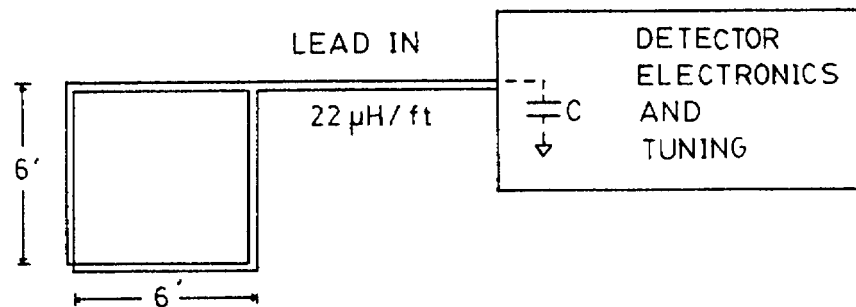 LEAD IN
22 µH/ft
DETECTOR
ELECTRONICS
AND
TUNING
C
6'
6'